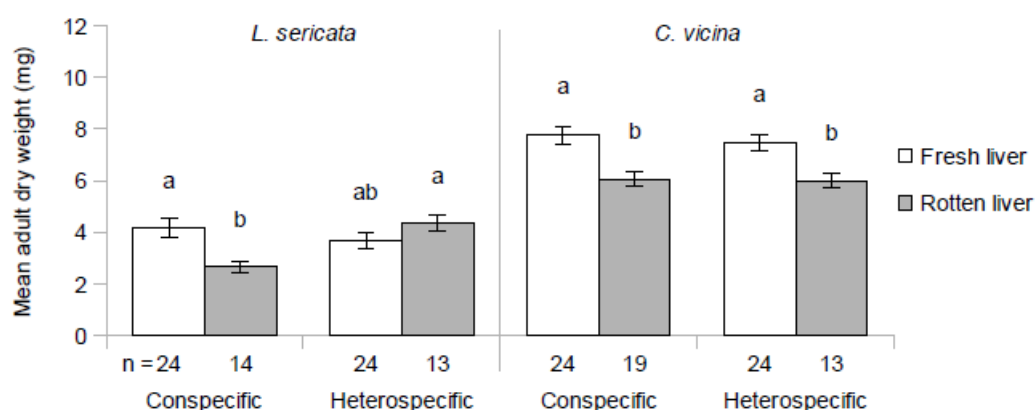 12
L. sericata
C. vicina
10
8
6
4
2
0
Mean adult dry weight (mg)
a
b
ab
a
a
b
a
b
Fresh liver
Rotten liver
n = 24 14 24 13 24 19 24 13
Conspecific Heterospecific Conspecific Heterospecific